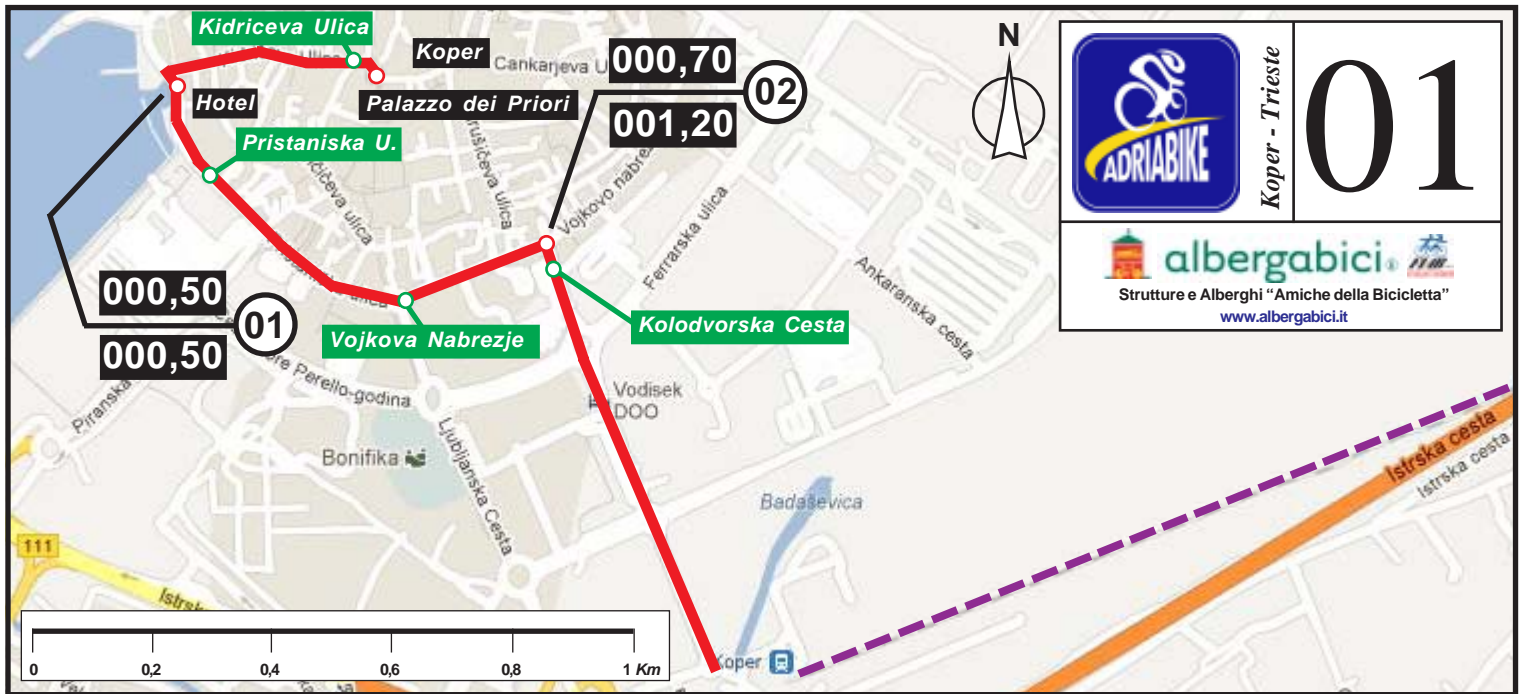 Kidriceva Ulica
Koper
Cankarjeva U
000,70
02
001,20
Hotel
Palazzo dei Priori
Pristaniska U.
Vojkovo nabrež
Ferrarska ulica
Ankaranska cesta
000,50
01
000,50
Vojkova Nabrezje
Kolodvorska Cesta
ore Perello-godina
Piranska
Vodisek
DOO
Bonifika
Ljubljanska Cesta
Badaševica
111
Istrsk
Istrska cesta
Istrska cesta
Koper
0 0,2 0,4 0,6 0,8 1 Km
N
ADRIABIKE
Koper - Trieste
01
albergabici®
Strutture e Alberghi “Amiche della Bicicletta”
www.albergabici.it